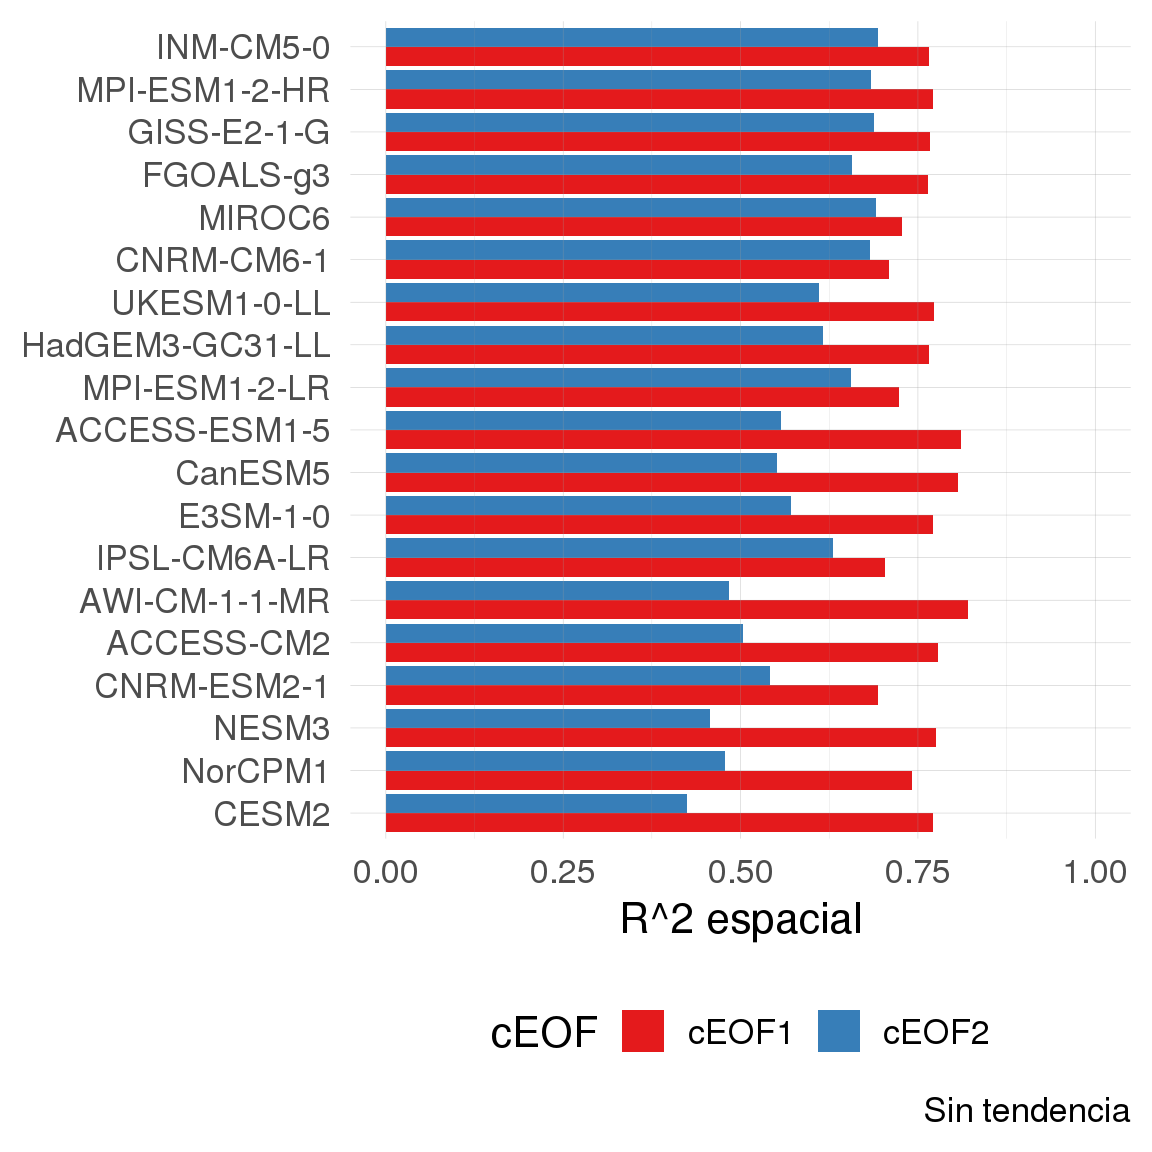 INM-CM5-0
MPI-ESM1-2-HR
GISS-E2-1-G
FGOALS-g3
MIROC6
CNRM-CM6-1
UKESM1-0-LL
HadGEM3-GC31-LL
MPI-ESM1-2-LR
ACCESS-ESM1-5
CanESM5
E3SM-1-0
IPSL-CM6A-LR
AWI-CM-1-1-MR
ACCESS-CM2
CNRM-ESM2-1
NESM3
NorCPM1
CESM2
0.00 0.25 0.50 0.75 1.00
R^2 espacial
cEOF cEOF1 cEOF2
Sin tendencia